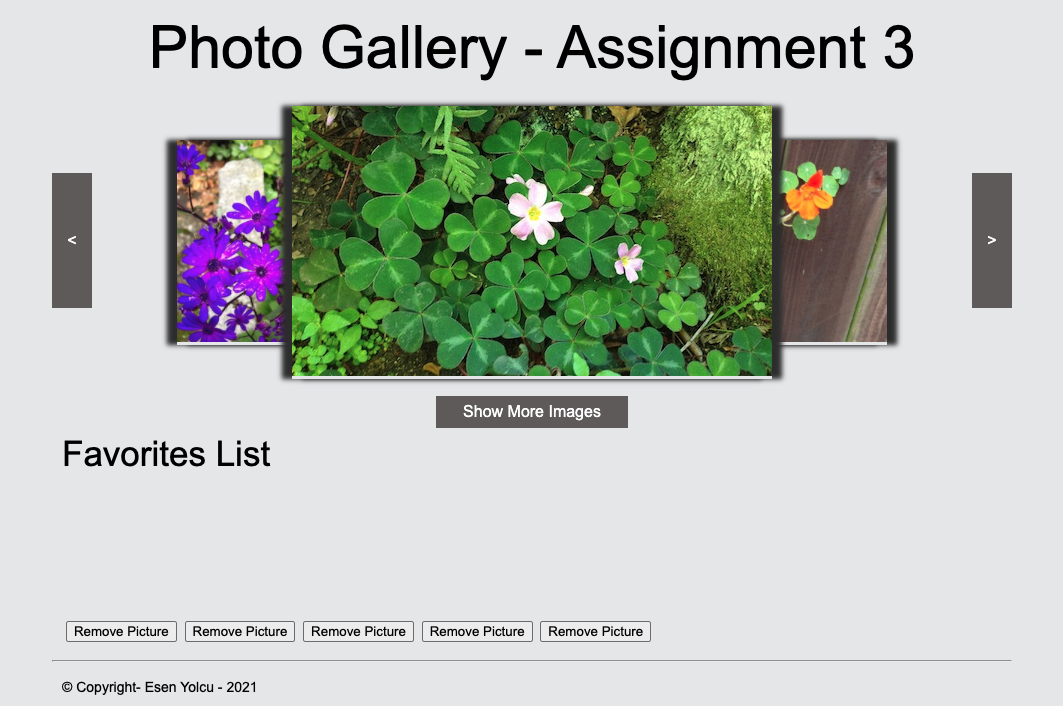 Photo Gallery - Assignment 3
<
>
Show More Images
Favorites List
Remove Picture Remove Picture Remove Picture Remove Picture Remove Picture
© Copyright- Esen Yolcu - 2021